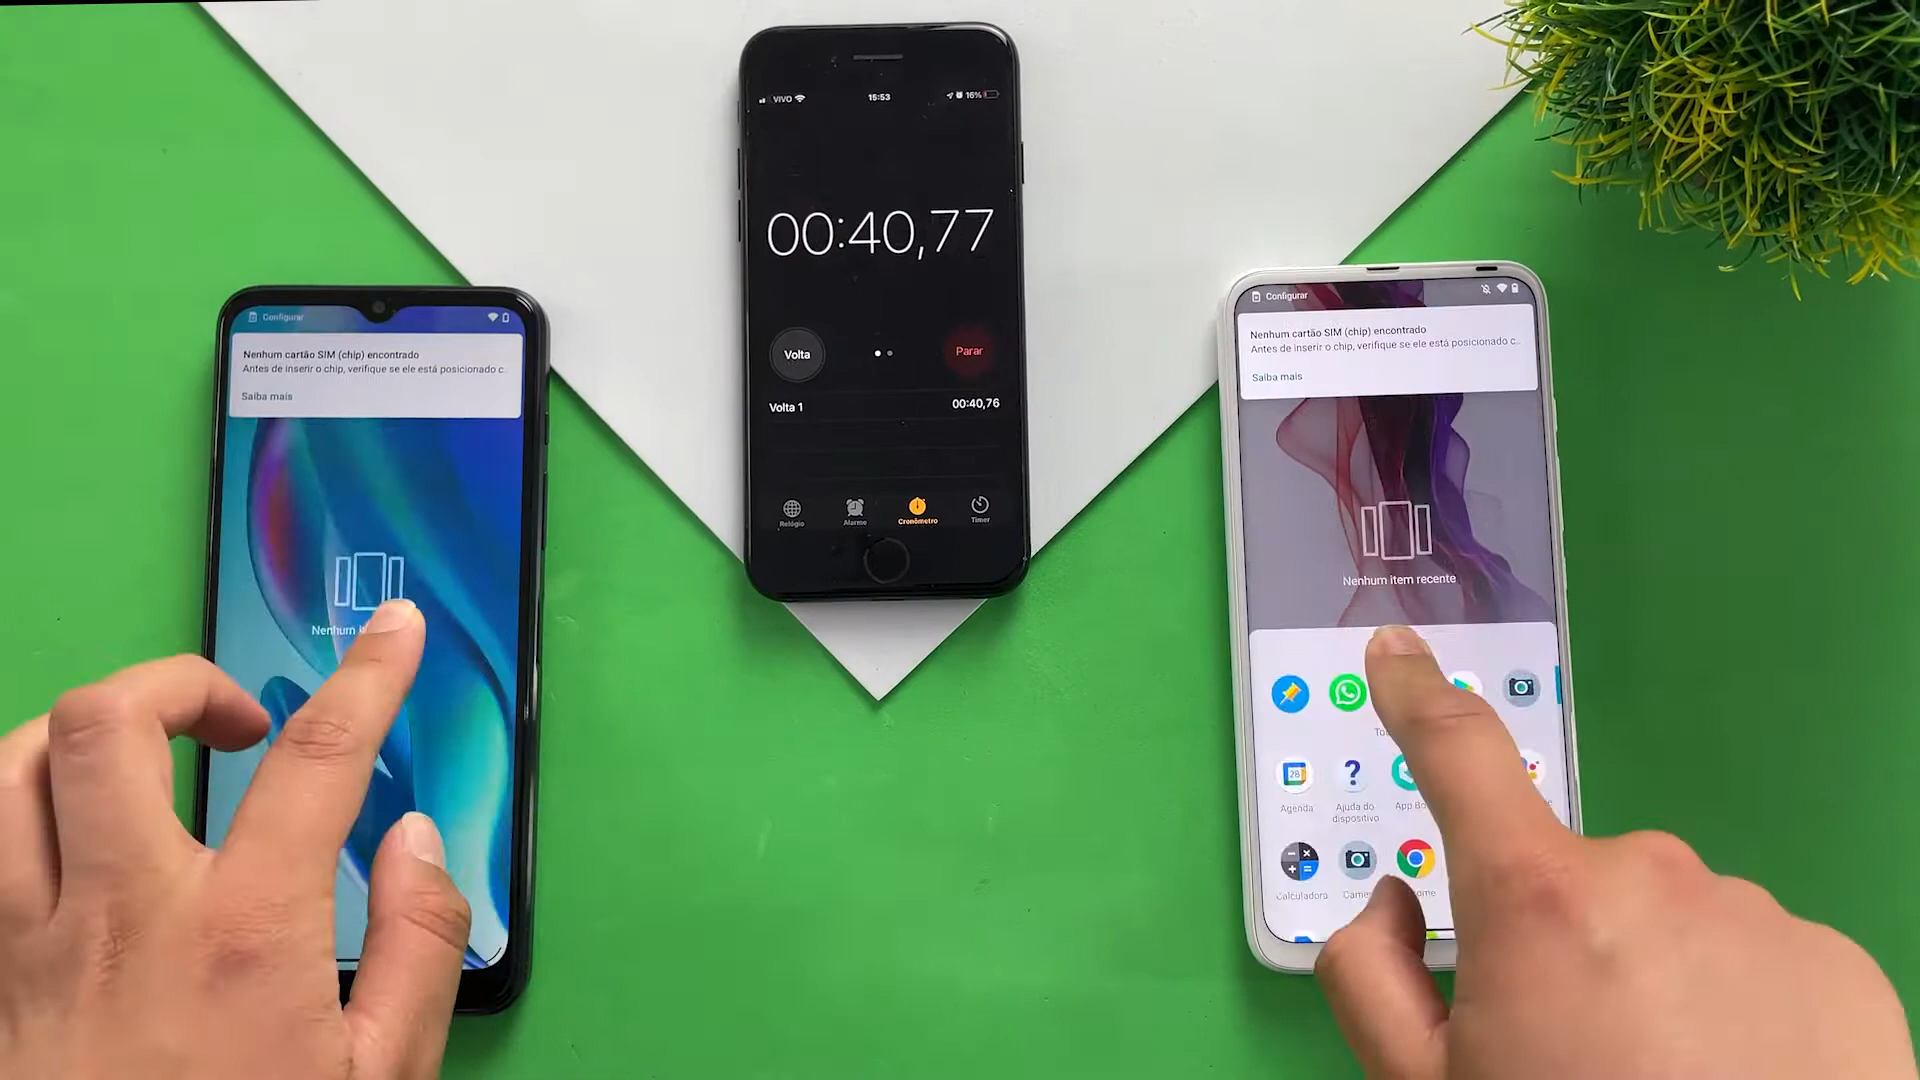 VIVO
15:53
16%
00:40,77
Volta
Parar
Volta 1
00:40,76
Relógio
Alarme
Cronômetro
Timer
Configurar
Nenhum cartão SIM (chip) encontrado
Antes de inserir o chip, verifique se ele está posicionado c...
Saiba mais
Nenhum
Configurar
Nenhum cartão SIM (chip) encontrado
Antes de inserir o chip, verifique se ele está posicionado c...
Saiba mais
Nenhum item recente
28
Agenda
Ajuda do
dispositivo
App
Calculadora